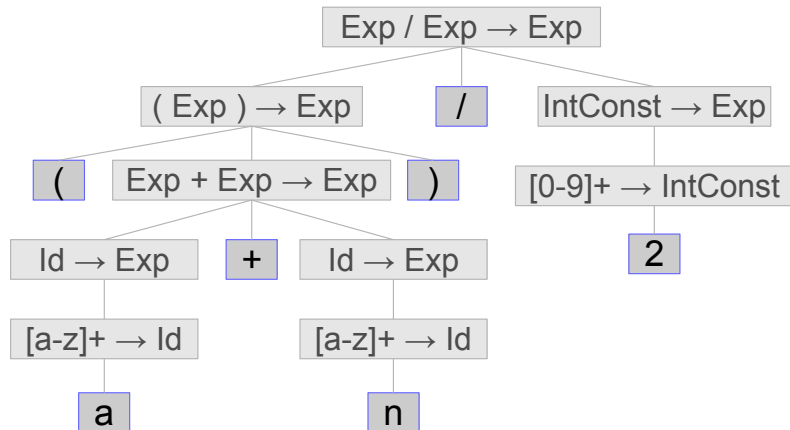 Exp / Exp → Exp
( Exp ) → Exp
/
IntConst → Exp
(
Exp + Exp → Exp
)
[0-9]+ → IntConst
Id → Exp
+
Id → Exp
2
[a-z]+ → Id
[a-z]+ → Id
a
n